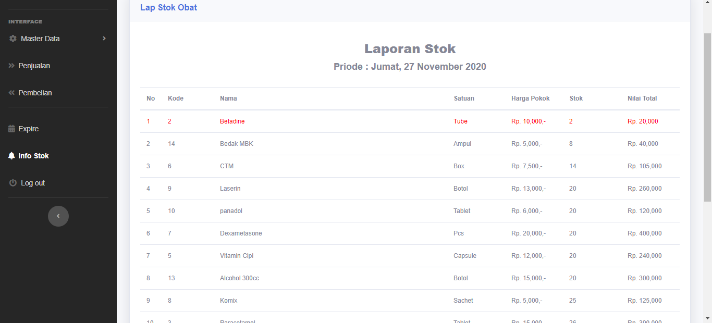 Lap Stok Obat
INTERFACE
Master Data
Penjualan
Pembelian
Expire
Info Stok
Log out
Laporan Stok
Priode : Jumat, 27 November 2020
No Kode Nama Satuan Harga Pokok Stok Nilai Total
1 2 Betadine Tube Rp. 10,000,- 2 Rp. 20,000
2 14 Bedak MBK Ampul Rp. 5,000,- 8 Rp. 40,000
3 6 CTM Box Rp. 7,500,- 14 Rp. 105,000
4 9 Laserin Botol Rp. 13,000,- 20 Rp. 260,000
5 10 panadol Tablet Rp. 6,000,- 20 Rp. 120,000
6 7 Dexametasone Pcs Rp. 20,000,- 20 Rp. 400,000
7 5 Vitamin Cipi Capsule Rp. 12,000,- 20 Rp. 240,000
8 13 Alcohol 300cc Botol Rp. 15,000,- 20 Rp. 300,000
9 8 Komix Sachet Rp. 5,000,- 25 Rp. 125,000
10 Paracetamol Tablet Rp. 15,000